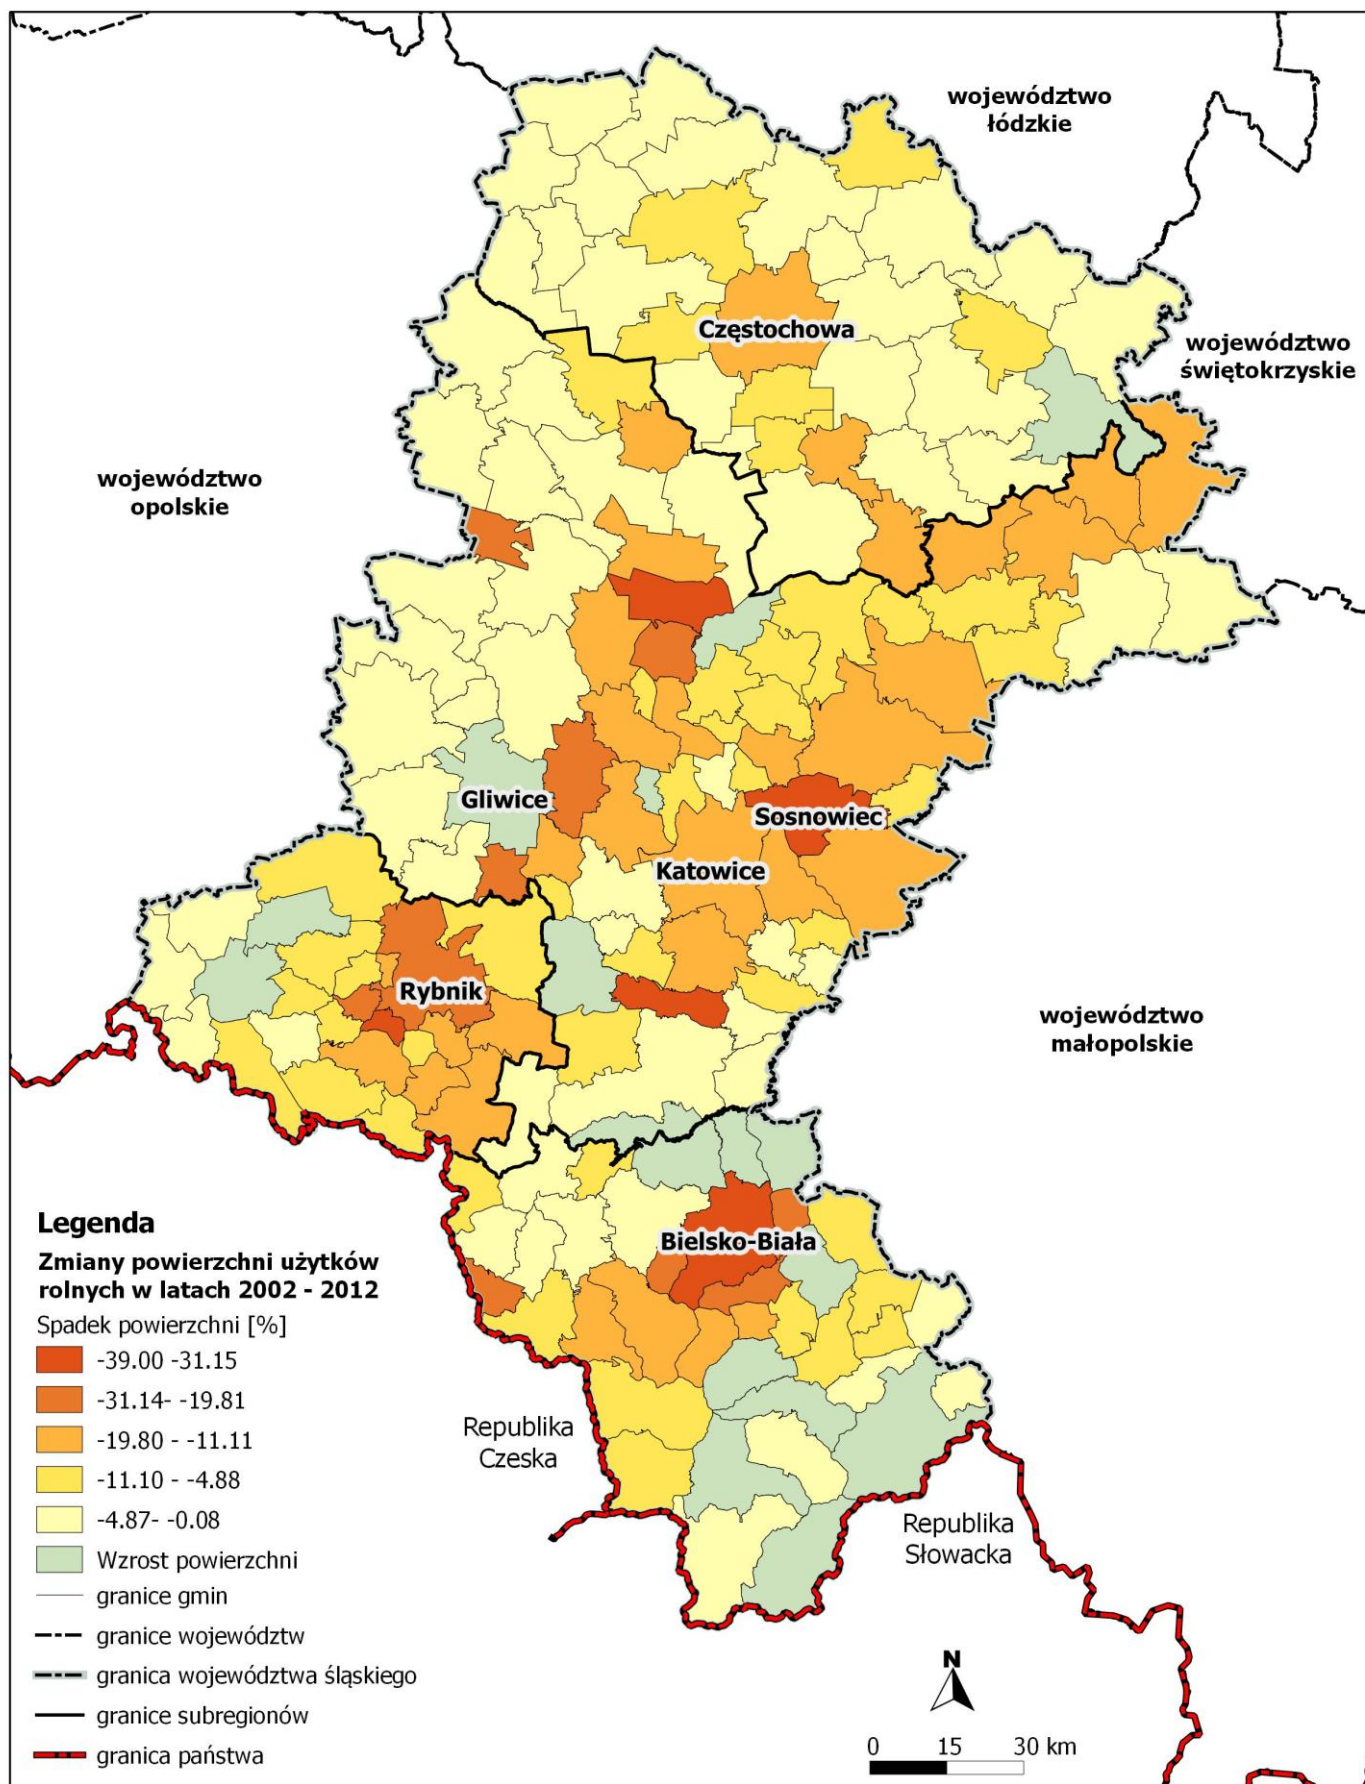 województwo
łódzkie
Częstochowa
województwo
świętokrzyskie
województwo
opolskie
Gliwice
Sosnowiec
Katowice
Rybnik
województwo
małopolskie
Bielsko-Biała
Republika
Czeska
Republika
Słowacka
Legenda
Zmiany powierzchni użytków
rolnych w latach 2002 - 2012
Spadek powierzchni [%]
-39.00 -31.15
-31.14- -19.81
-19.80 - -11.11
-11.10 - -4.88
-4.87- -0.08
Wzrost powierzchni
granice gmin
granice województw
granica województwa śląskiego
granice subregionów
granica państwa
N
0 15 30 km